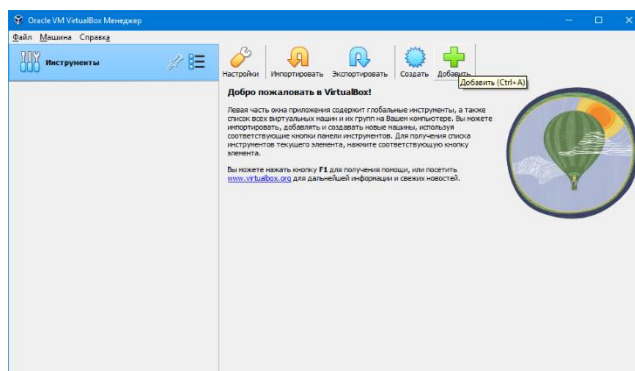 Oracle VM VirtualBox Менеджер
Файл Машина Справка
Инструменты
Настройки Импортировать Экспортировать Создать Добавить
Добавить (Ctrl+A)
Добро пожаловать в VirtualBox!
Левая часть окна приложения содержит глобальные инструменты, а также
список всех виртуальных машин и их групп на Вашем компьютере. Вы можете
импортировать, добавлять и создавать новые машины, используя
соответствующие кнопки панели инструментов. Для получения списка
инструментов текущего элемента, нажмите соответствующую кнопку
элемента.
Вы можете нажать кнопку F1 для получения помощи, или посетить
www.virtualbox.org для дальнейшей информации и свежих новостей.